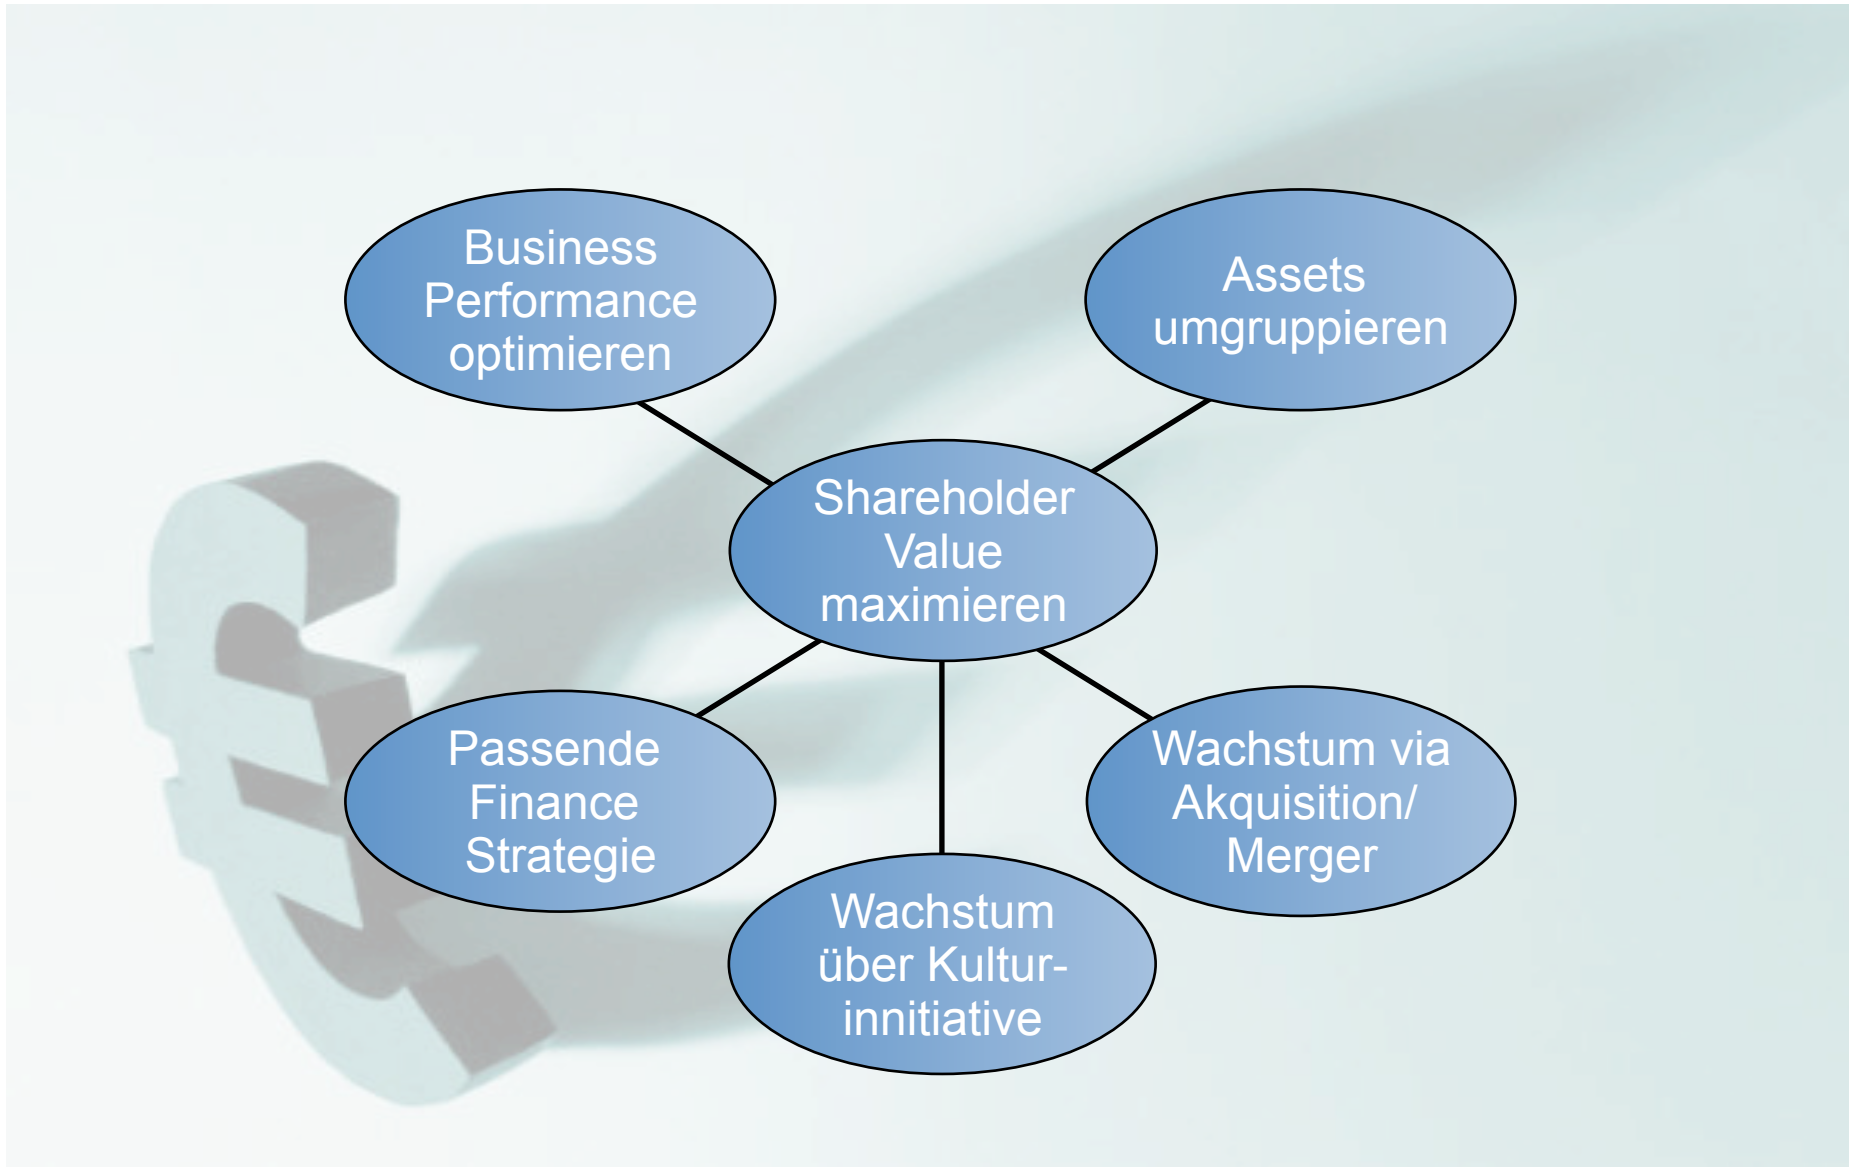 Business
Performance
optimieren
Assets
umgruppieren
Shareholder
Value
maximieren
Passende
Finance
Strategie
Wachstum via
Akquisition/
Merger
Wachstum
über Kultur-
innitiative